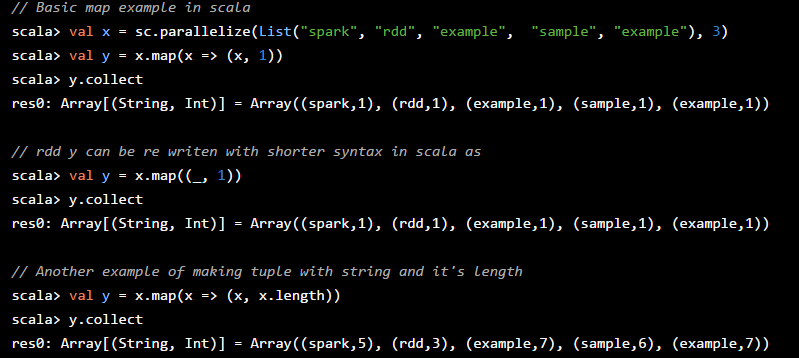 // Basic map example in scala
scala> val x = sc.parallelize(List("spark", "rdd", "example",  "sample", "example"), 3)
scala> val y = x.map(x => (x, 1))
scala> y.collect
res0: Array[(String, Int)] = Array((spark,1), (rdd,1), (example,1), (sample,1), (example,1))
// rdd y can be re writen with shorter syntax in scala as
scala> val y = x.map((_, 1))
scala> y.collect
res0: Array[(String, Int)] = Array((spark,1), (rdd,1), (example,1), (sample,1), (example,1))
// Another example of making tuple with string and it's length
scala> val y = x.map(x => (x, x.length))
scala> y.collect
res0: Array[(String, Int)] = Array((spark,5), (rdd,3), (example,7), (sample,6), (example,7))